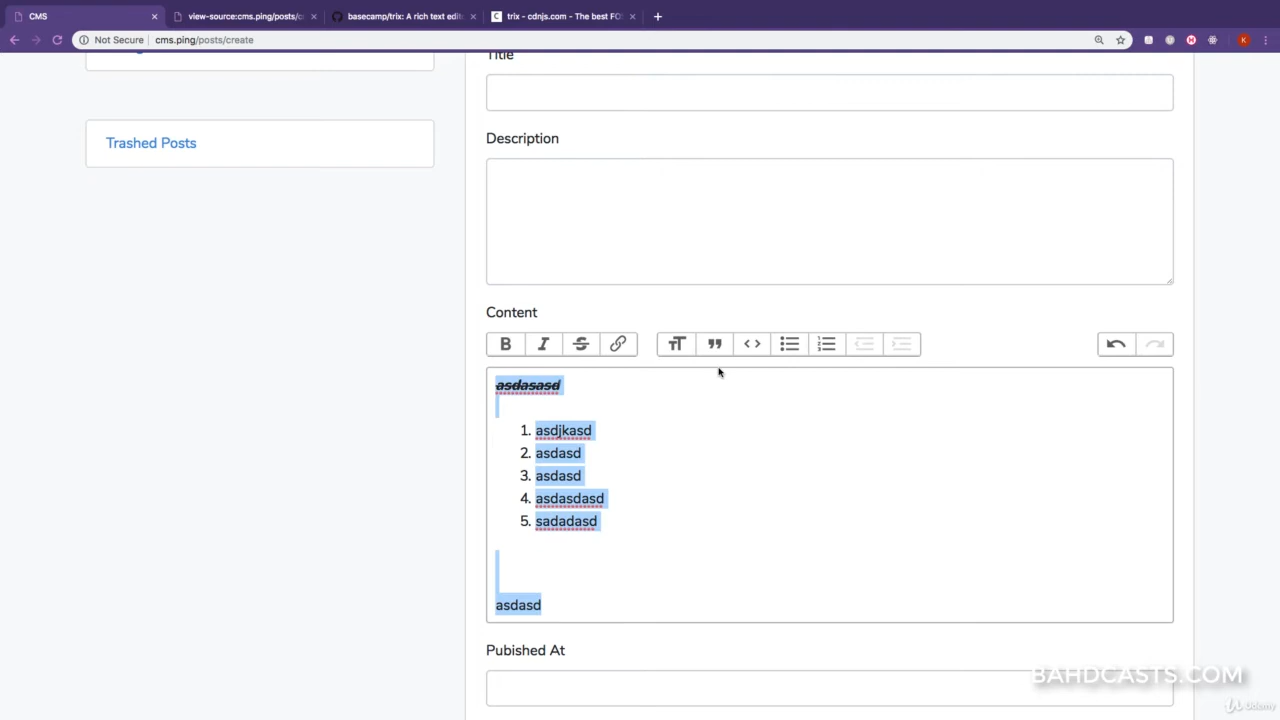 CMS
view-source:cms.ping/posts/c
basecamp/trix: A rich text edit
trix - cdnjs.com - The best FOS
Not Secure
cms.ping/posts/create
K
Title
Description
Trashed Posts
Content
asdasasd
1. asdjkasd
2. asdasd
3. asdasd
4. asdasdasd
5. sadadasd
asdasd
Pubished At
BAHDCASTS.COM
Udemy